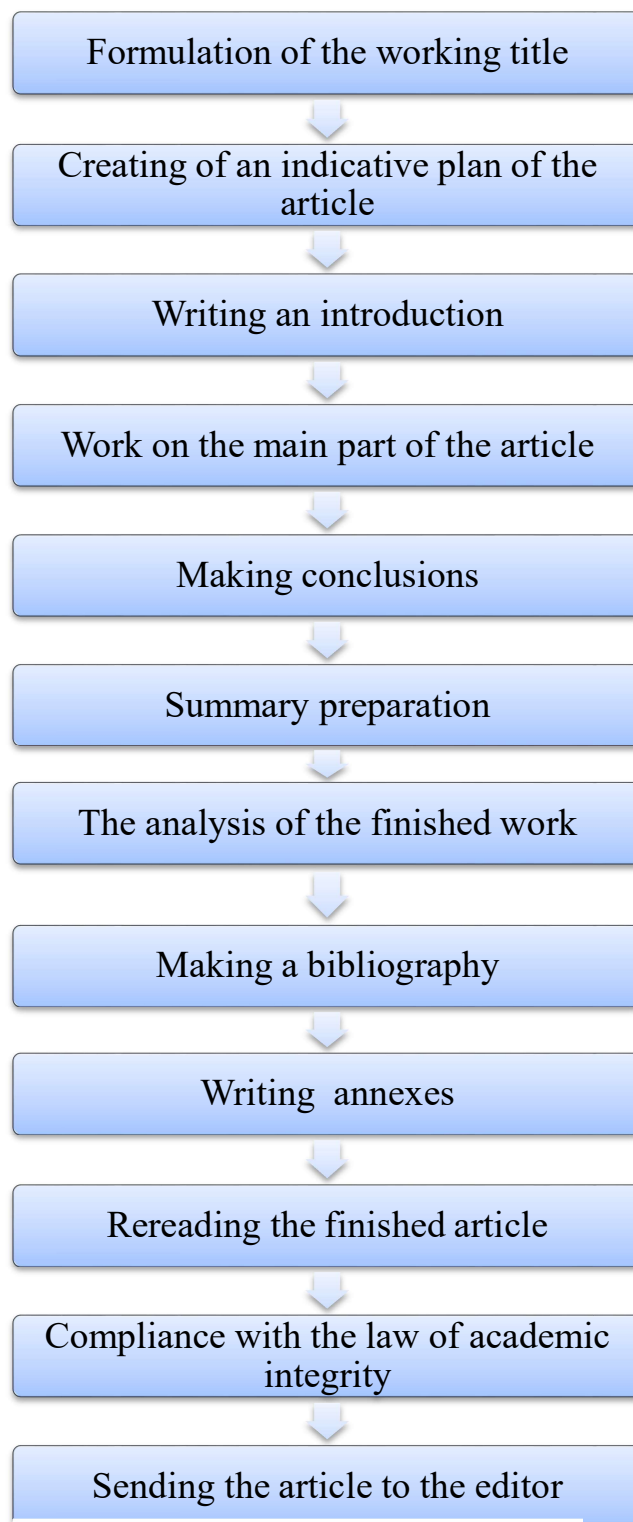 Formulation of the working title
Creating of an indicative plan of the
article
Writing an introduction
Work on the main part of the article
Making conclusions
Summary preparation
The analysis of the finished work
Making a bibliography
Writing  annexes
Rereading the finished article
Compliance with the law of academic
integrity
Sending the article to the editor